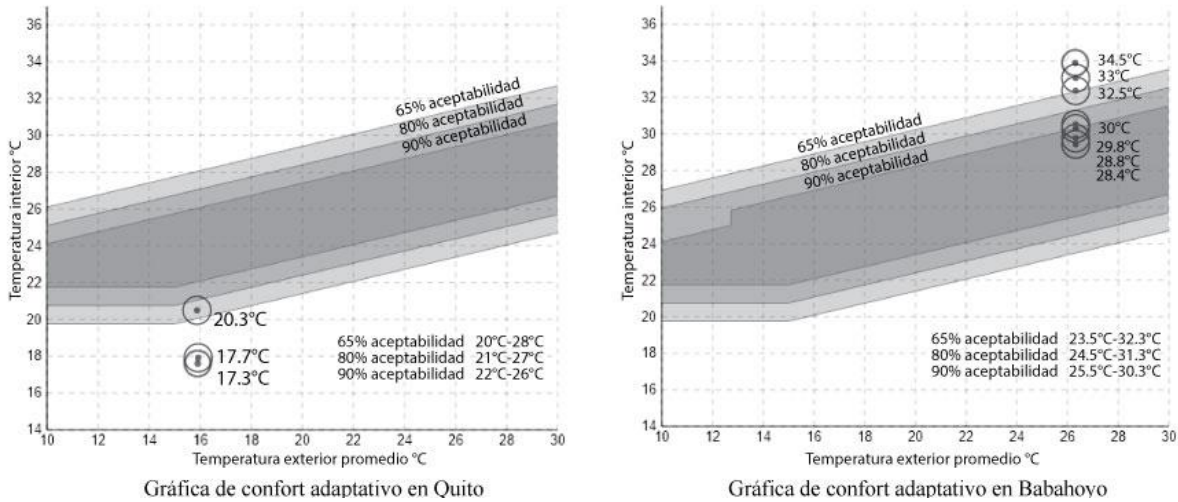 36
34
32
30
28
26
24
22
20
18
16
14
Temperatura interior °C
65% aceptabilidad
80% aceptabilidad
90% aceptabilidad
20.3°C
17.7°C
17.3°C
65% aceptabilidad 20°C-28°C
80% aceptabilidad 21°C-27°C
90% aceptabilidad 22°C-26°C
10 12 14 16 18 20 22 24 26 28 30
Temperatura exterior promedio °C
Gráfica de confort adaptativo en Quito
36
34
32
30
28
26
24
22
20
18
16
14
Temperatura interior °C
65% aceptabilidad
80% aceptabilidad
90% aceptabilidad
34.5°C
33°C
32.5°C
30°C
29.8°C
28.8°C
28.4°C
65% aceptabilidad 23.5°C-32.3°C
80% aceptabilidad 24.5°C-31.3°C
90% aceptabilidad 25.5°C-30.3°C
10 12 14 16 18 20 22 24 26 28 30
Temperatura exterior promedio °C
Gráfica de confort adaptativo en Babahoyo